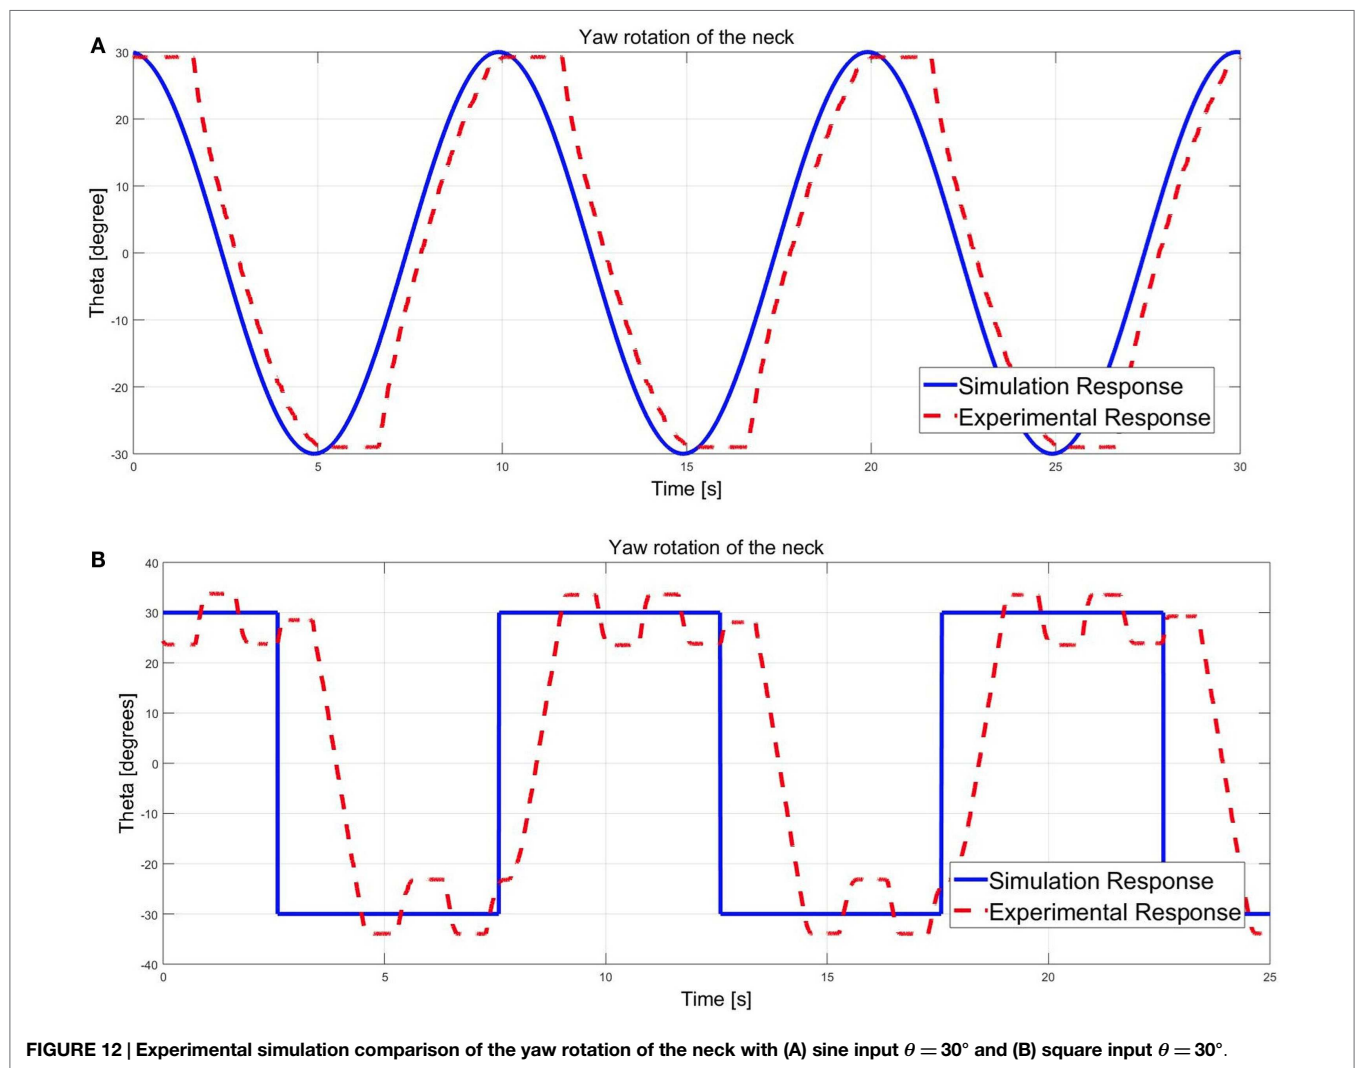 A
Yaw rotation of the neck
30
20
10
0
-10
-20
-30
Theta [degree]
Simulation Response
Experimental Response
0 5 10 15 20 25 30
Time [s]
B
Yaw rotation of the neck
40
30
20
10
0
-10
-20
-30
-40
Theta [degrees]
Simulation Response
Experimental Response
0 5 10 15 20 25
Time [s]
FIGURE 12 | Experimental simulation comparison of the yaw rotation of the neck with (A) sine input θ = 30° and (B) square input θ = 30°.